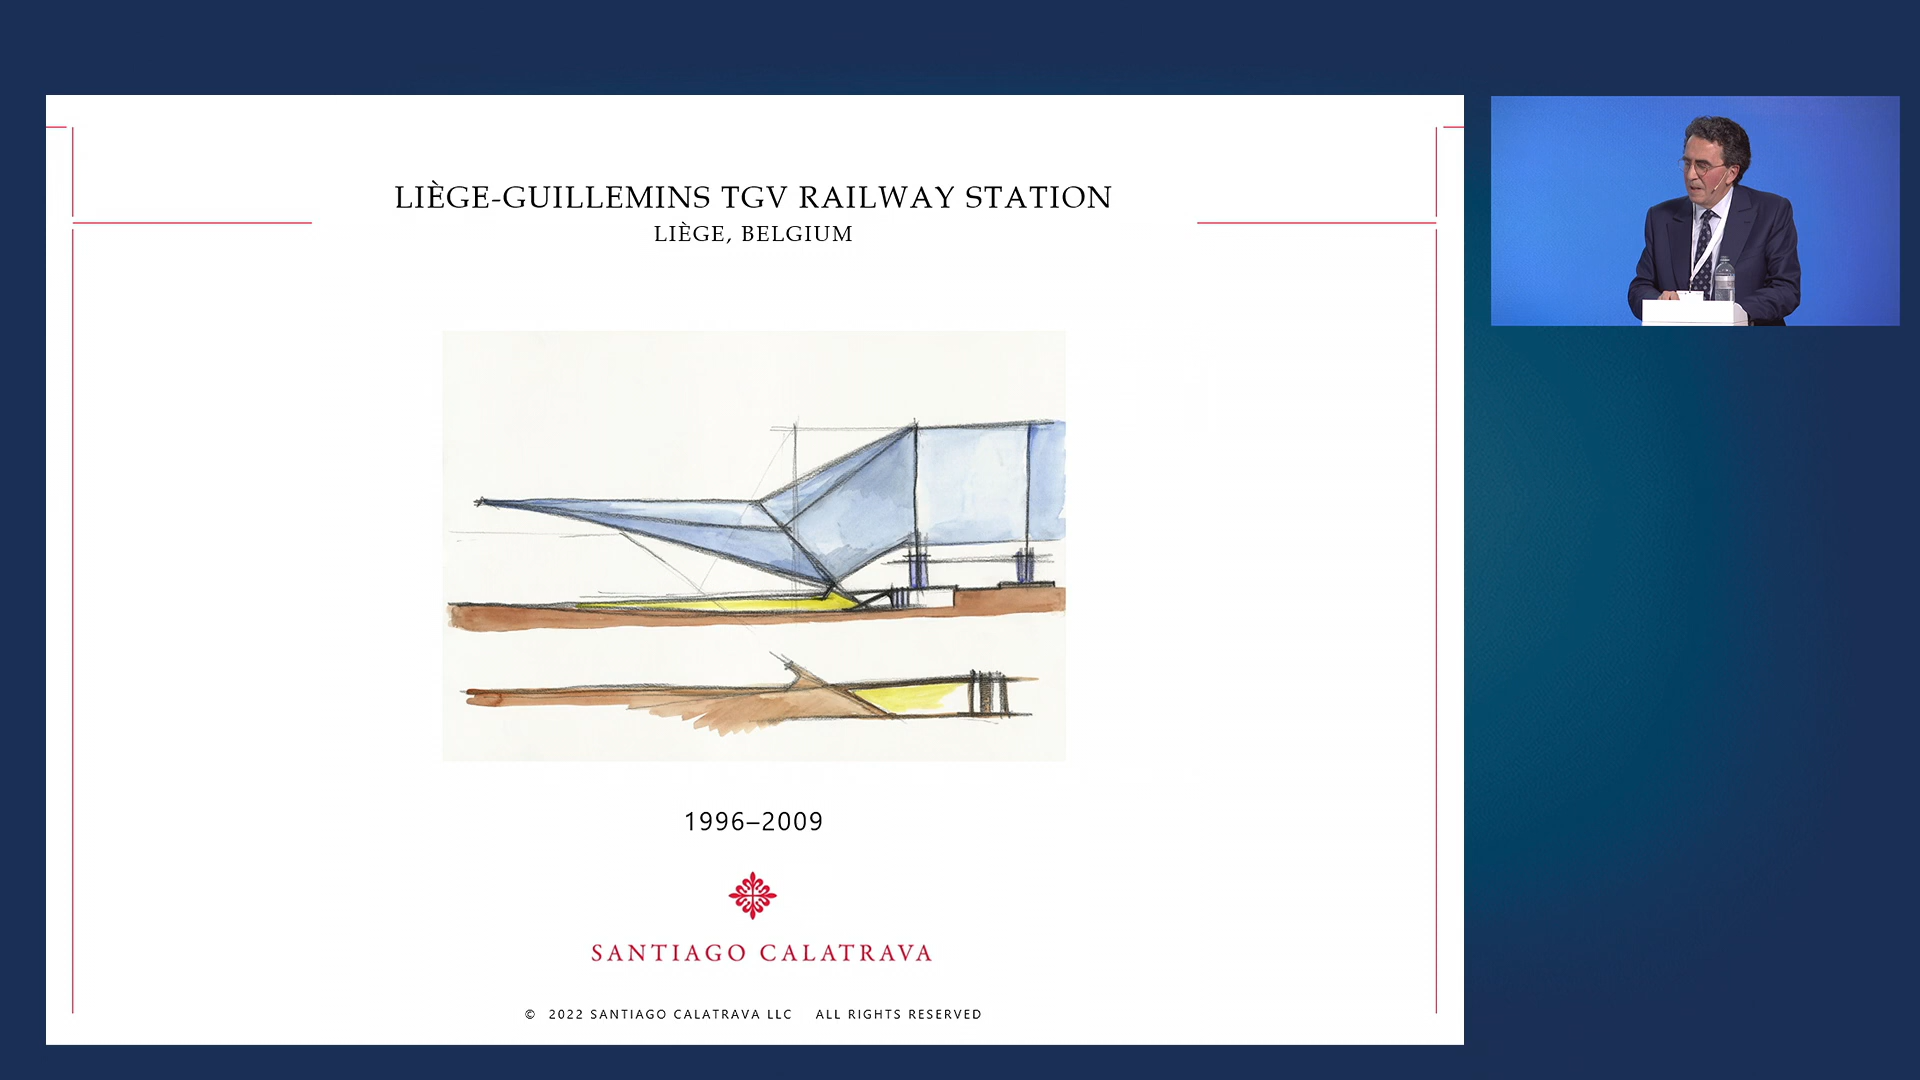 LIÈGE-GUILLEMINS TGV RAILWAY STATION
LIÈGE, BELGIUM
1996–2009
SANTIAGO CALATRAVA
© 2022 SANTIAGO CALATRAVA LLC ALL RIGHTS RESERVED